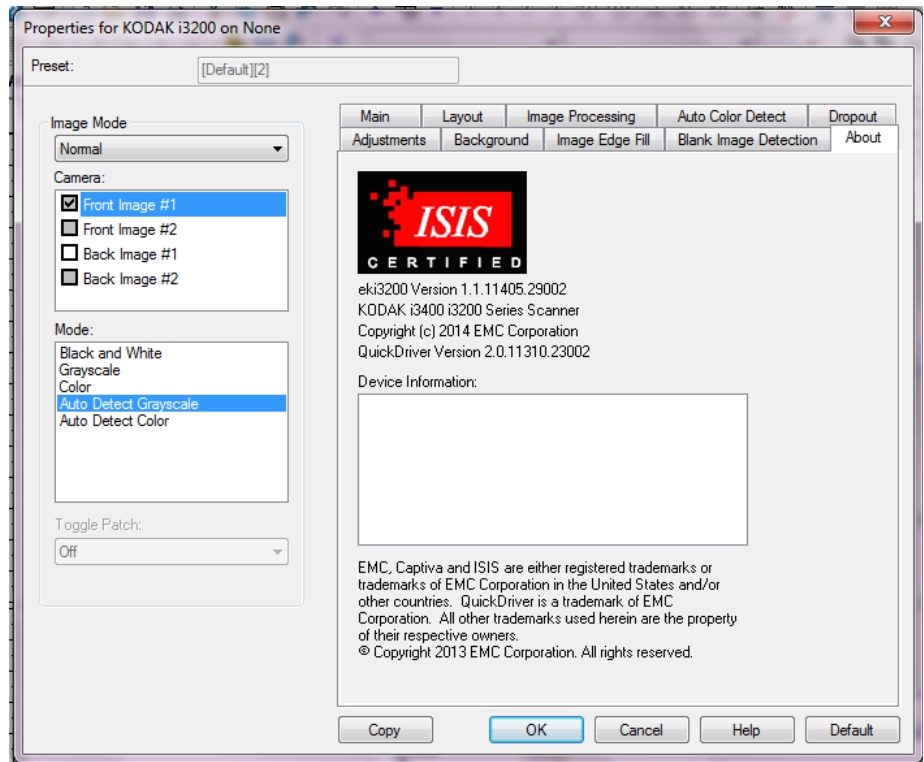 Properties for KODAK i3200 on None
Preset:
[Default][2]
Image Mode
Normal
Camera:
Front Image #1
Front Image #2
Back Image #1
Back Image #2
Mode:
Black and White
Grayscale
Color
Auto Detect Grayscale
Auto Detect Color
Toggle Patch:
Off
Main Layout Image Processing Auto Color Detect Dropout
Adjustments Background Image Edge Fill Blank Image Detection About
ISIS
CERTIFIED
eki3200 Version 1.1.11405.29002
KODAK i3400 i3200 Series Scanner
Copyright (c) 2014 EMC Corporation
QuickDriver Version 2.0.11310.23002
Device Information:
EMC, Captiva and ISIS are either registered trademarks or
trademarks of EMC Corporation in the United States and/or
other countries. QuickDriver is a trademark of EMC
Corporation. All other trademarks used herein are the property
of their respective owners.
© Copyright 2013 EMC Corporation. All rights reserved.
Copy OK Cancel Help Default